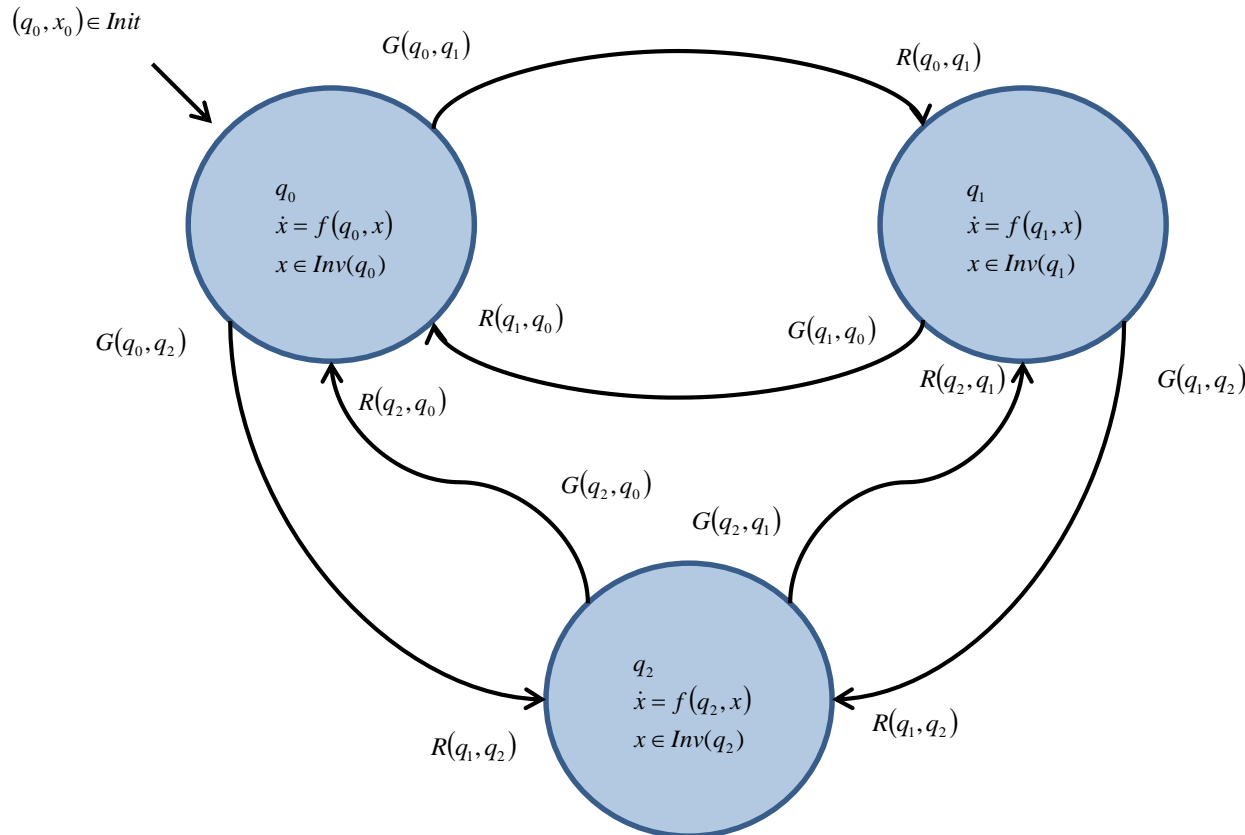 (q₀, x₀) ∈ Init
G(q₀, q₁)
R(q₀, q₁)
q₀
ẋ = f(q₀, x)
x ∈ Inv(q₀)
q₁
ẋ = f(q₁, x)
x ∈ Inv(q₁)
R(q₁, q₀)
G(q₁, q₀)
G(q₀, q₂)
R(q₂, q₀)
R(q₂, q₁)
G(q₁, q₂)
G(q₂, q₀)
G(q₂, q₁)
q₂
ẋ = f(q₂, x)
x ∈ Inv(q₂)
R(q₁, q₂)
R(q₁, q₂)